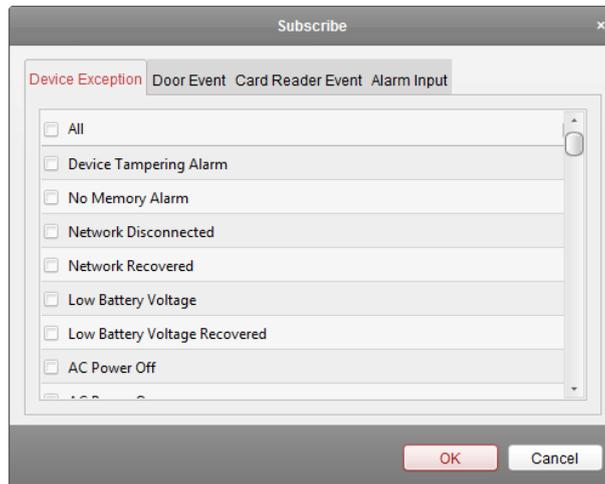 Subscribe
×
Device Exception Door Event Card Reader Event Alarm Input
All
Device Tampering Alarm
No Memory Alarm
Network Disconnected
Network Recovered
Low Battery Voltage
Low Battery Voltage Recovered
AC Power Off
OK Cancel